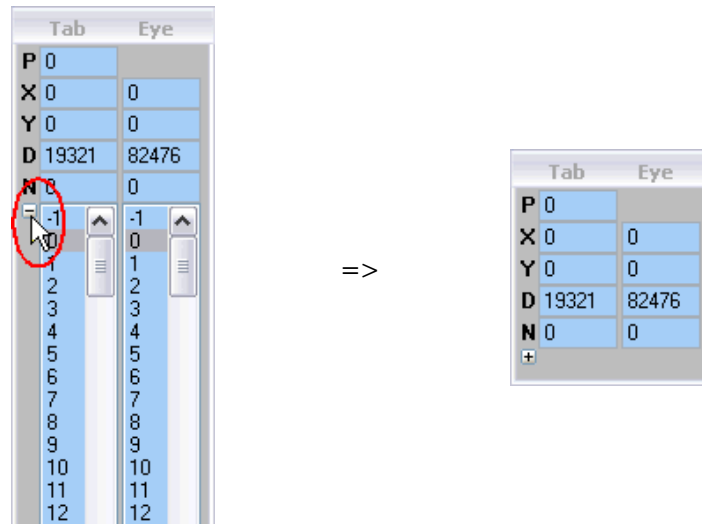 Tab Eye
P 0
X 0 0
Y 0 0
D 19321 82476
N 0 0
-1 -1
0 0
1 1
2 2
3 3
4 4
5 5
6 6
7 7
8 8
9 9
10 10
11 11
12 12
=>
Tab Eye
P 0
X 0 0
Y 0 0
D 19321 82476
N 0 0